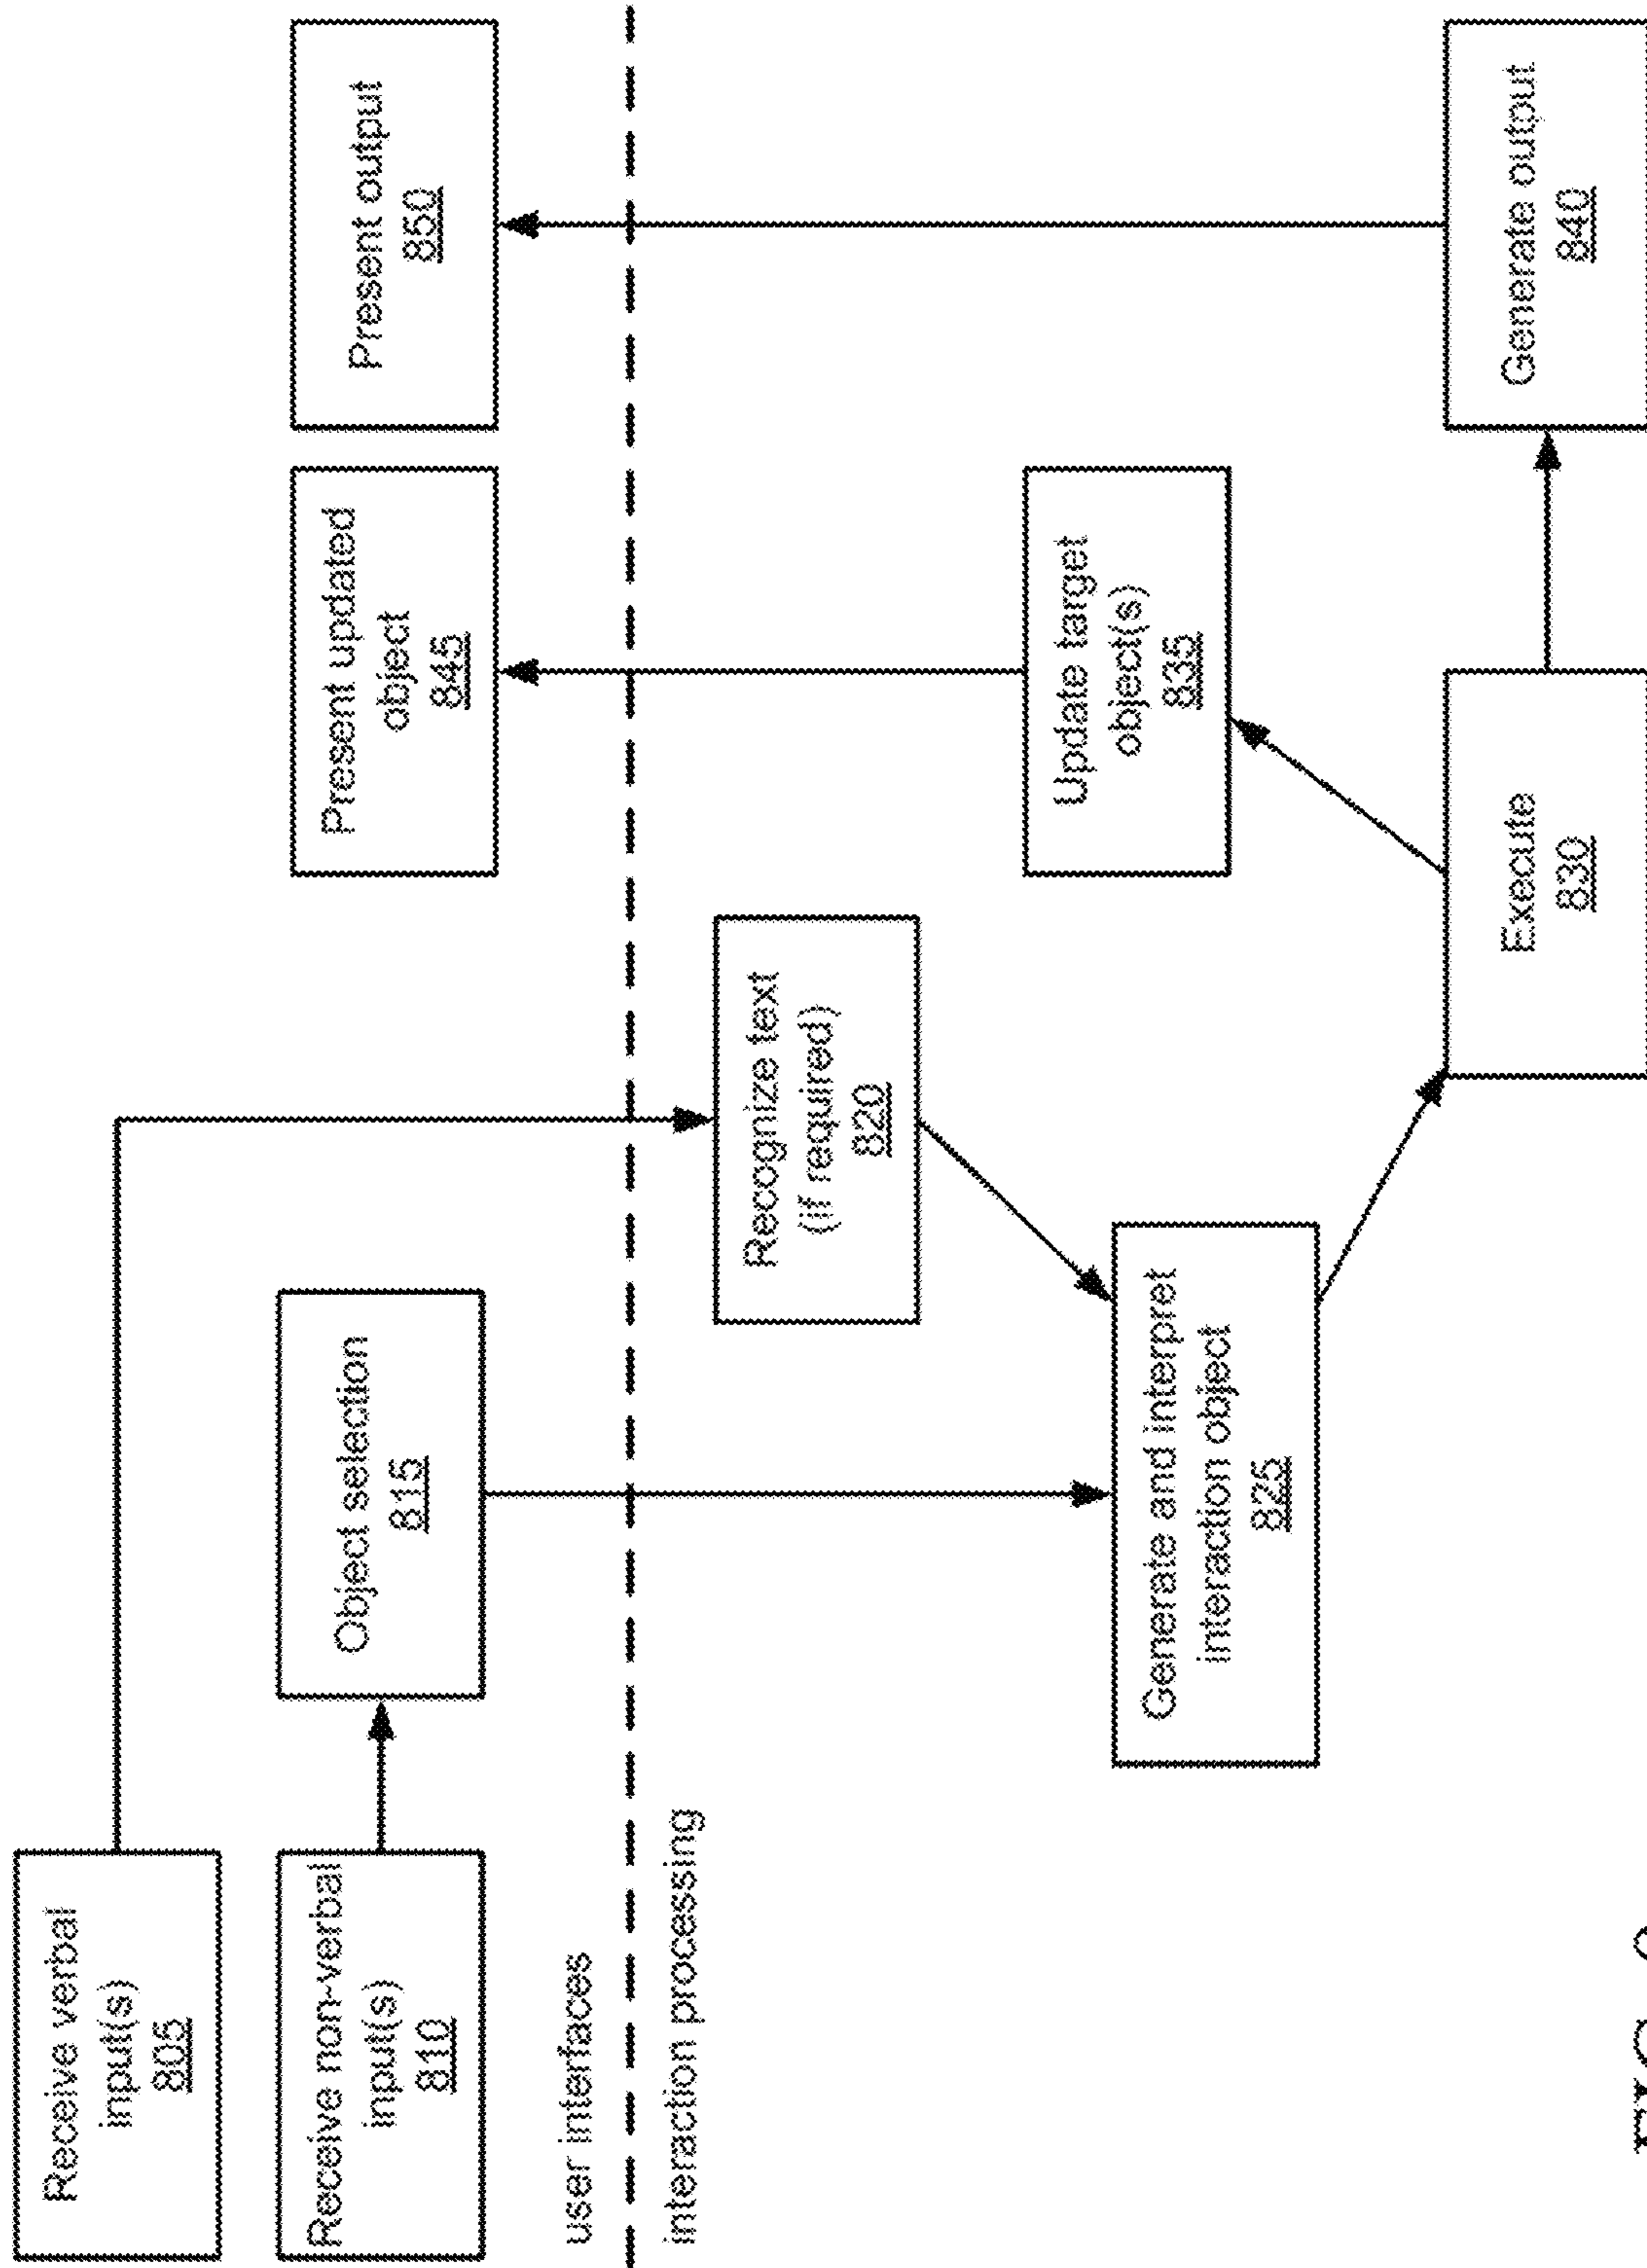 Receive verbal
input(s)
805
Receive non-verbal
input(s)
810
Object selection
815
Present updated
object
845
Present output
850
user interfaces
interaction processing
Recognize text
(if required)
820
Update target
object(s)
835
Generate and interpret
interaction object
825
Execute
830
Generate output
840
FIG.